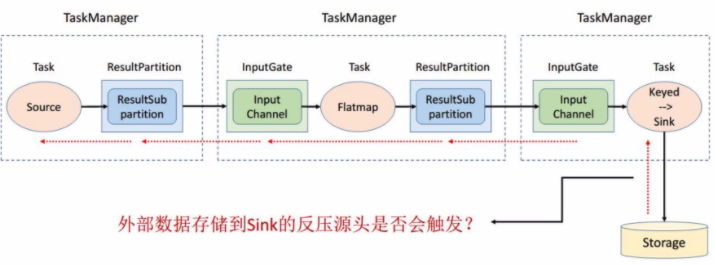 TaskManager
TaskManager
TaskManager
Task
ResultPartition
InputGate
Task
ResultPartition
InputGate
Task
Source
ResultSub
partition
Input
Channel
Flatmap
ResultSub
partition
Input
Channel
Keyed
-->
Sink
外部数据存储到Sink的反压源头是否会触发？
Storage